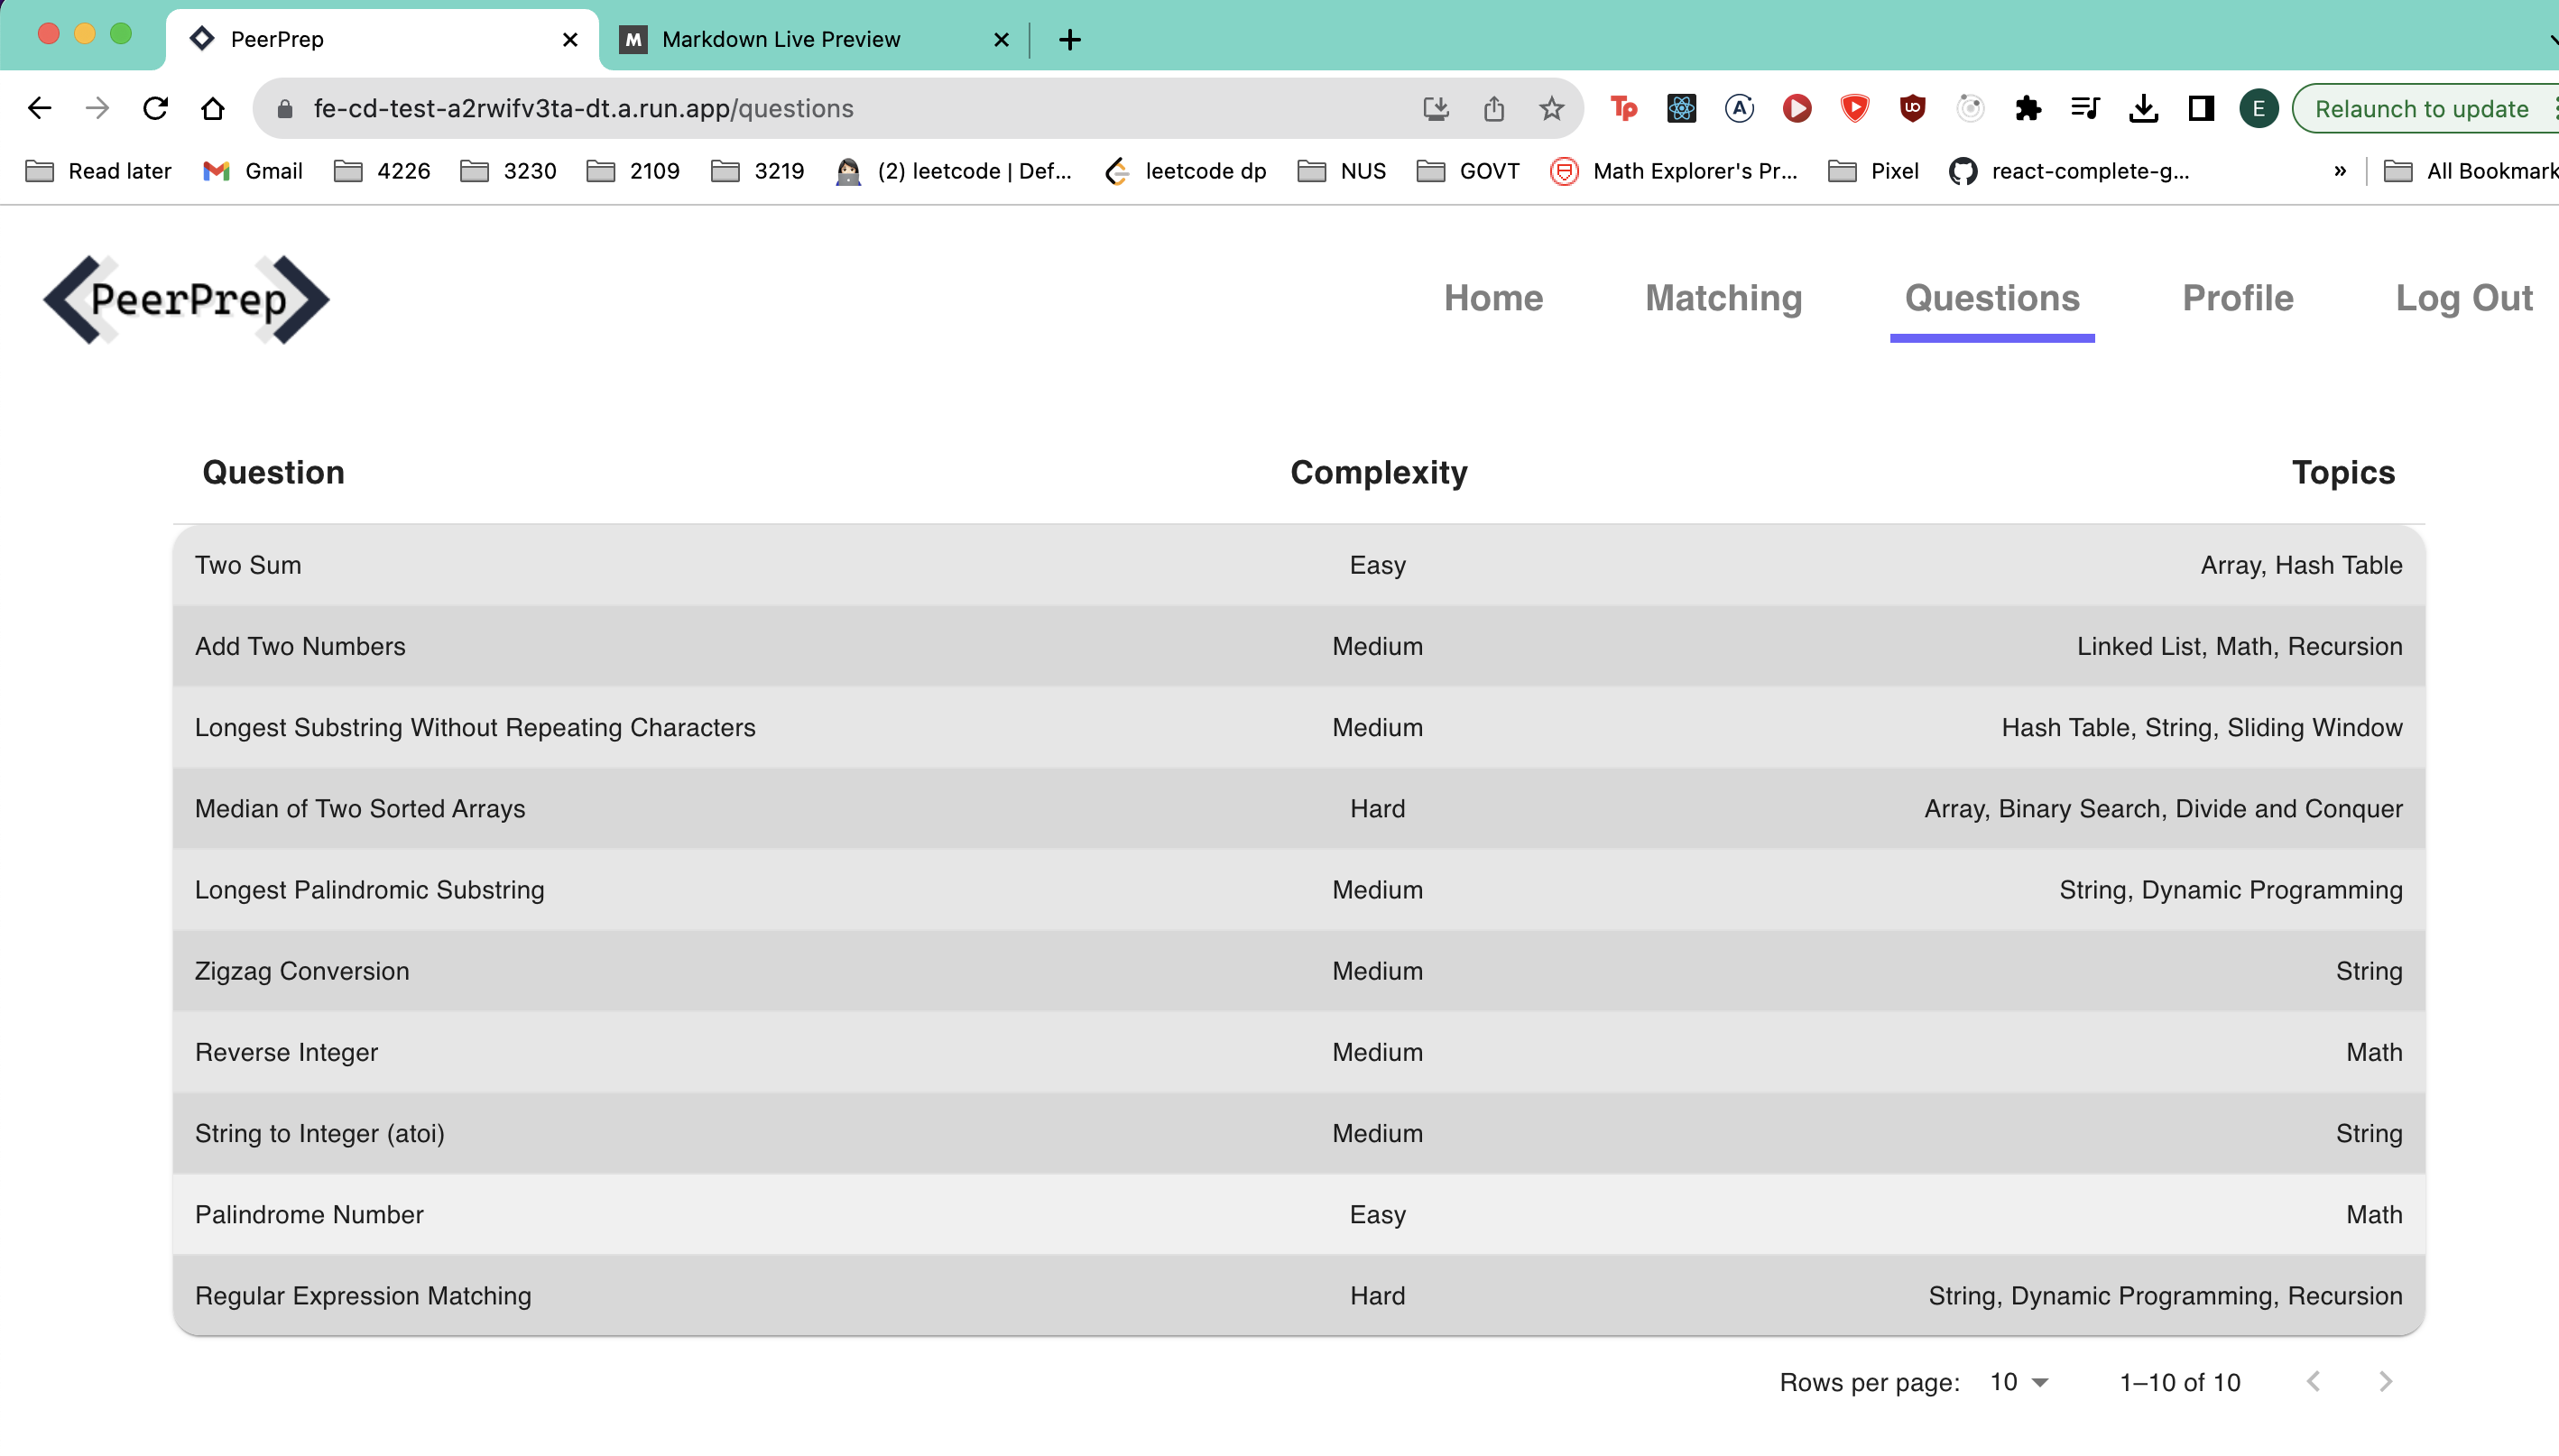 PeerPrep
Markdown Live Preview
fe-cd-test-a2rwifv3ta-dt.a.run.app/questions
Tp
A
uo
E
Relaunch to update
Read later
Gmail
4226
3230
2109
3219
(2) leetcode | Def...
leetcode dp
NUS
GOVT
Math Explorer's Pr...
Pixel
react-complete-g...
»
All Bookmark
PeerPrep
Home
Matching
Questions
Profile
Log Out
Question Complexity Topics
Two Sum Easy Array, Hash Table
Add Two Numbers Medium Linked List, Math, Recursion
Longest Substring Without Repeating Characters Medium Hash Table, String, Sliding Window
Median of Two Sorted Arrays Hard Array, Binary Search, Divide and Conquer
Longest Palindromic Substring Medium String, Dynamic Programming
Zigzag Conversion Medium String
Reverse Integer Medium Math
String to Integer (atoi) Medium String
Palindrome Number Easy Math
Regular Expression Matching Hard String, Dynamic Programming, Recursion
Rows per page: 10 1–10 of 10